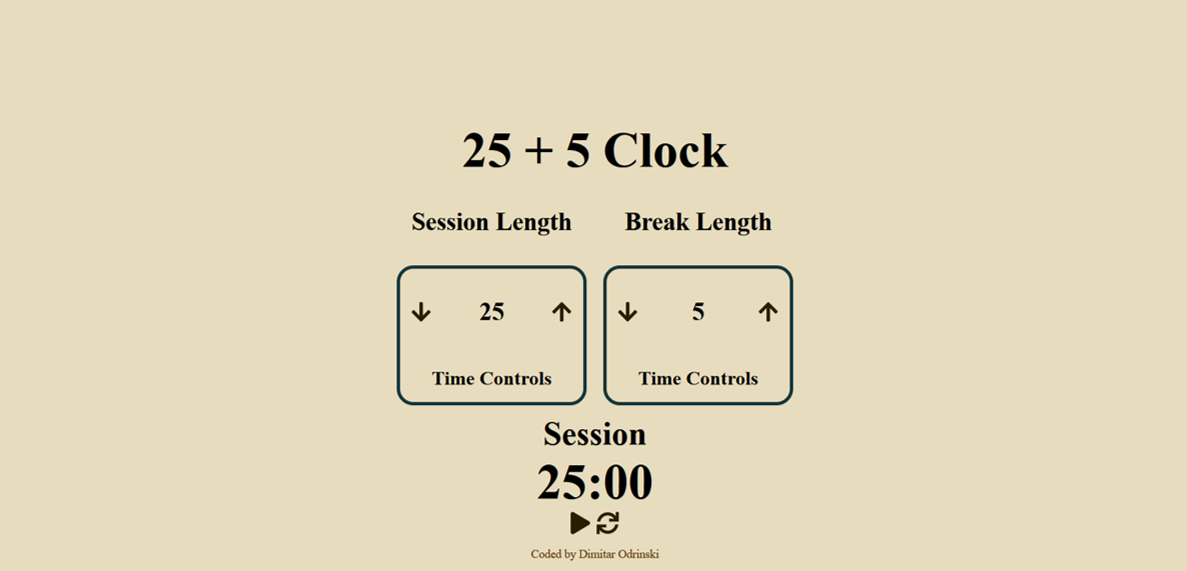 25 + 5 Clock
Session Length Break Length
25 5
Time Controls Time Controls
Session
25:00
Coded by Dimitar Odrinski